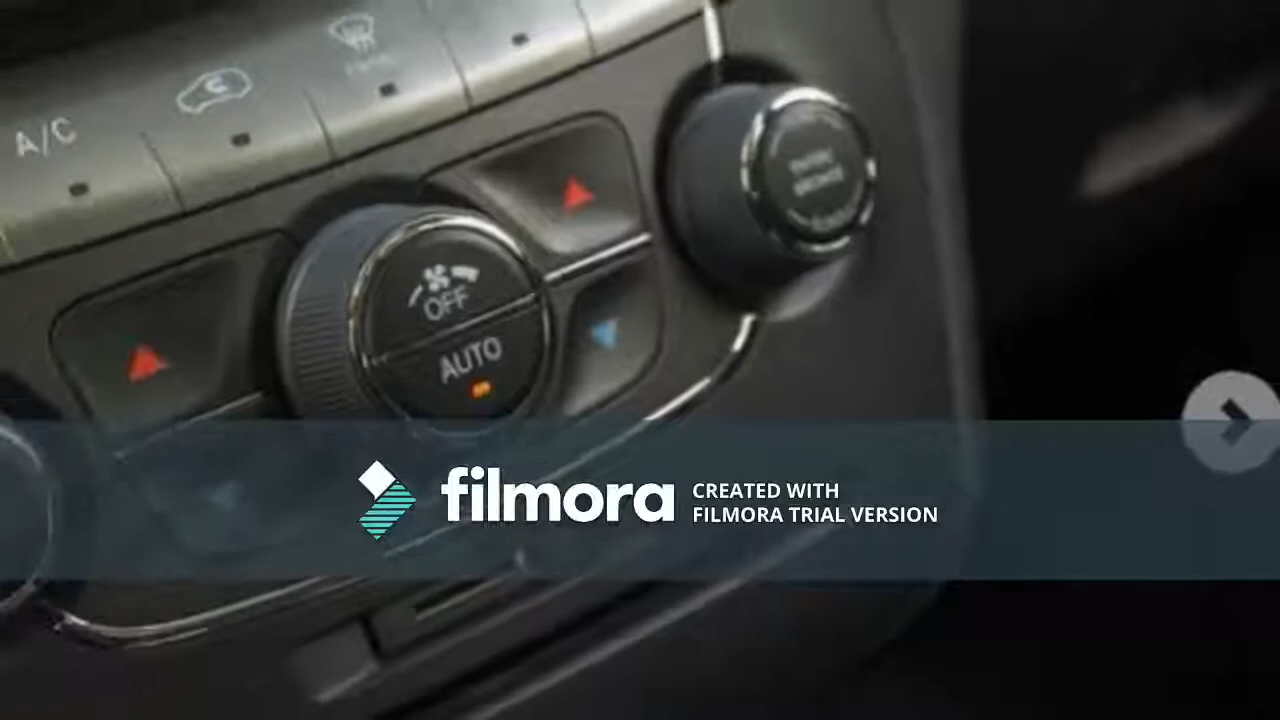 A/C
OFF
AUTO
filmora
CREATED WITH
FILMORA TRIAL VERSION